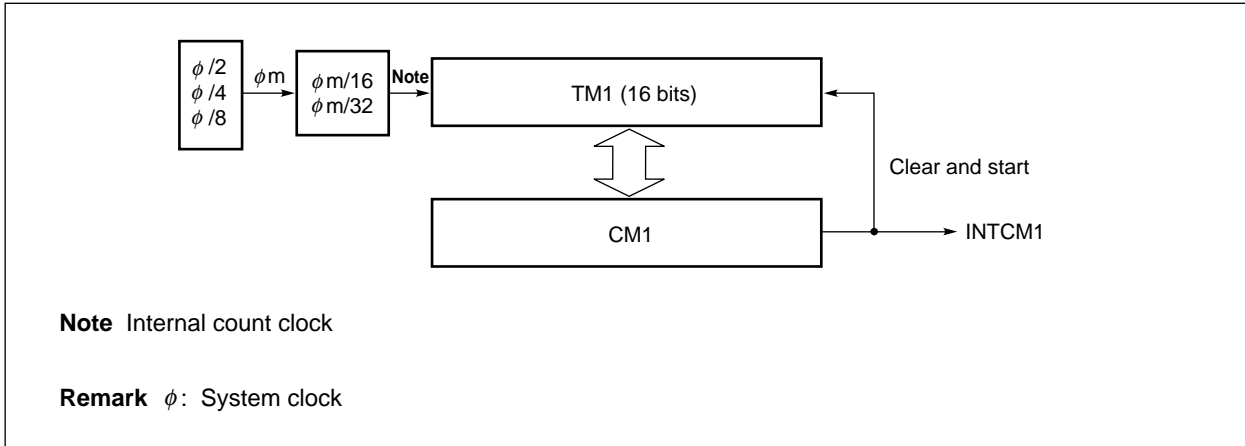 φ/2
φ/4
φ/8
φm
φm/16
φm/32
Note
TM1 (16 bits)
Clear and start
CM1
INTCM1
Note Internal count clock
Remark φ: System clock